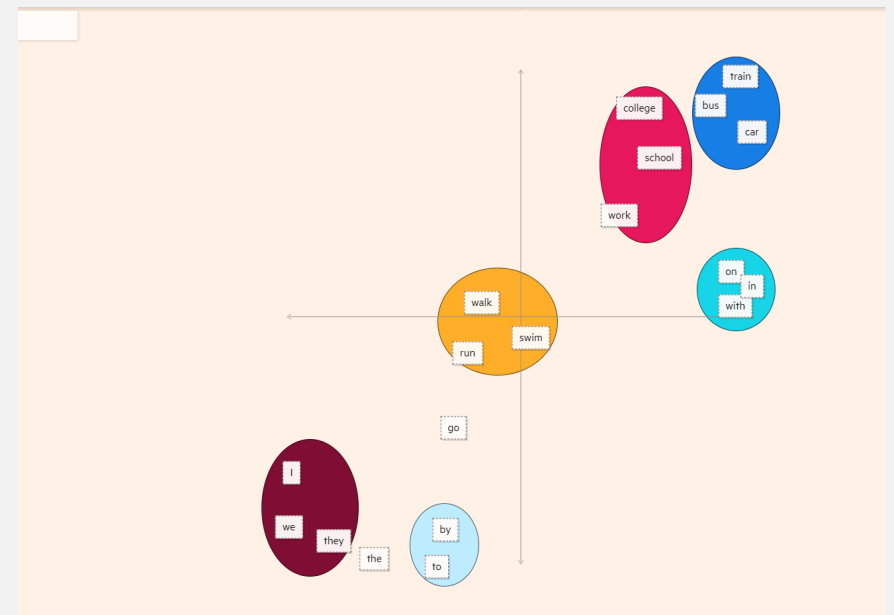 train
bus
college
car
school
work
on
in
walk
with
swim
run
go
I
we
by
they
the
to